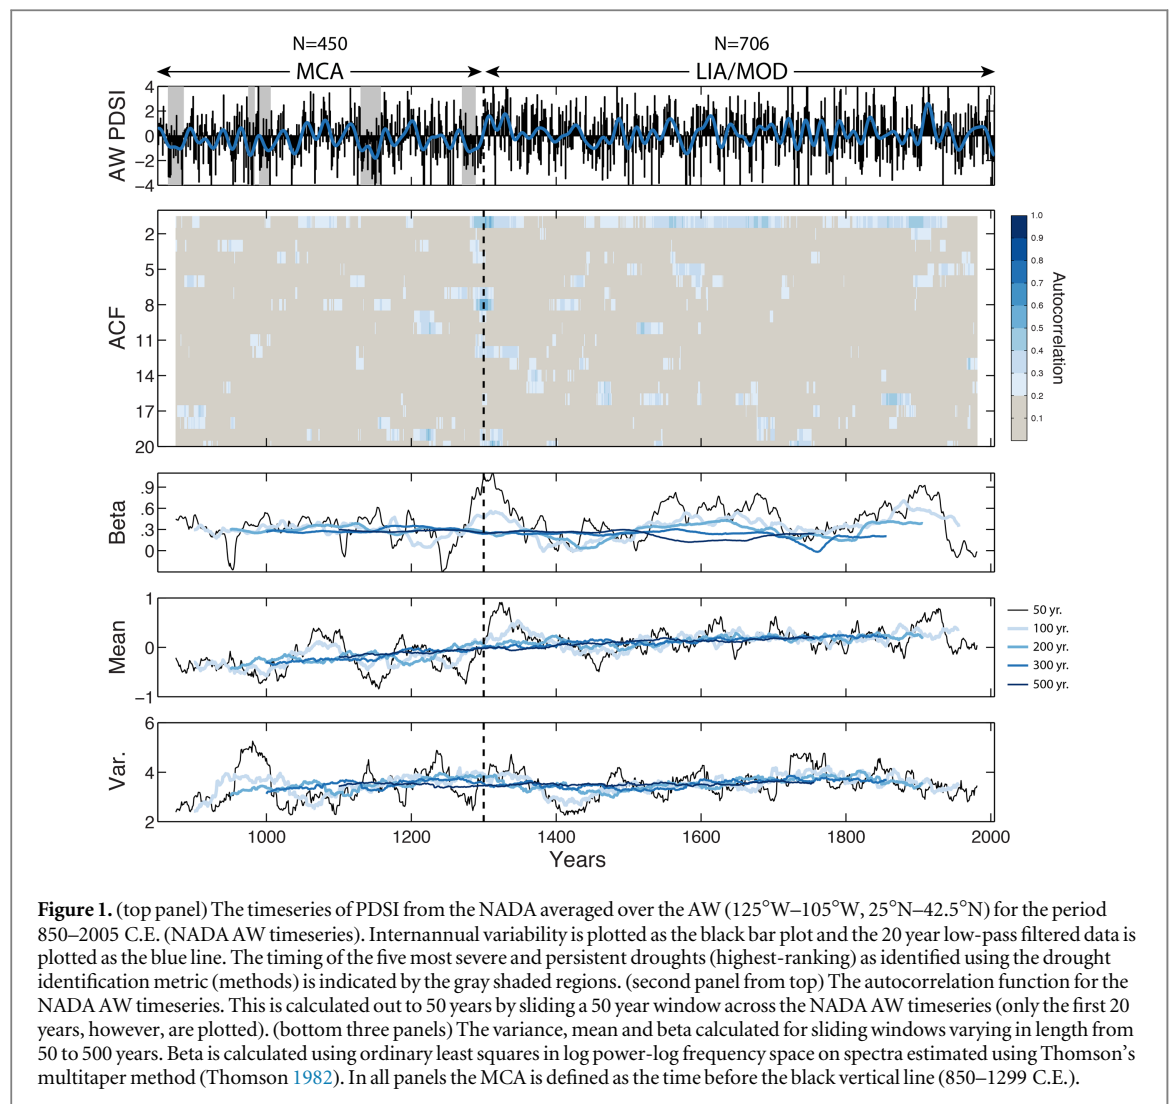 N=450
N=706
MCA
LIA/MOD
AW PDSI
4
2
0
−2
−4
ACF
2
5
8
11
14
17
20
1.0
0.9
0.8
0.7
0.6
0.5
0.4
0.3
0.2
0.1
Autocorrelation
Beta
.9
.6
.3
0
Mean
1
0
−1
50 yr.
100 yr.
200 yr.
300 yr.
500 yr.
Var.
6
4
2
1000
1200
1400
1600
1800
2000
Years
Figure 1. (top panel) The timeseries of PDSI from the NADA averaged over the AW (125°W–105°W, 25°N–42.5°N) for the period
850–2005 C.E. (NADA AW timeseries). Internannual variability is plotted as the black bar plot and the 20 year low-pass filtered data is
plotted as the blue line. The timing of the five most severe and persistent droughts (highest-ranking) as identified using the drought
identification metric (methods) is indicated by the gray shaded regions. (second panel from top) The autocorrelation function for the
NADA AW timeseries. This is calculated out to 50 years by sliding a 50 year window across the NADA AW timeseries (only the first 20
years, however, are plotted). (bottom three panels) The variance, mean and beta calculated for sliding windows varying in length from
50 to 500 years. Beta is calculated using ordinary least squares in log power-log frequency space on spectra estimated using Thomson's
multitaper method (Thomson 1982). In all panels the MCA is defined as the time before the black vertical line (850–1299 C.E.).